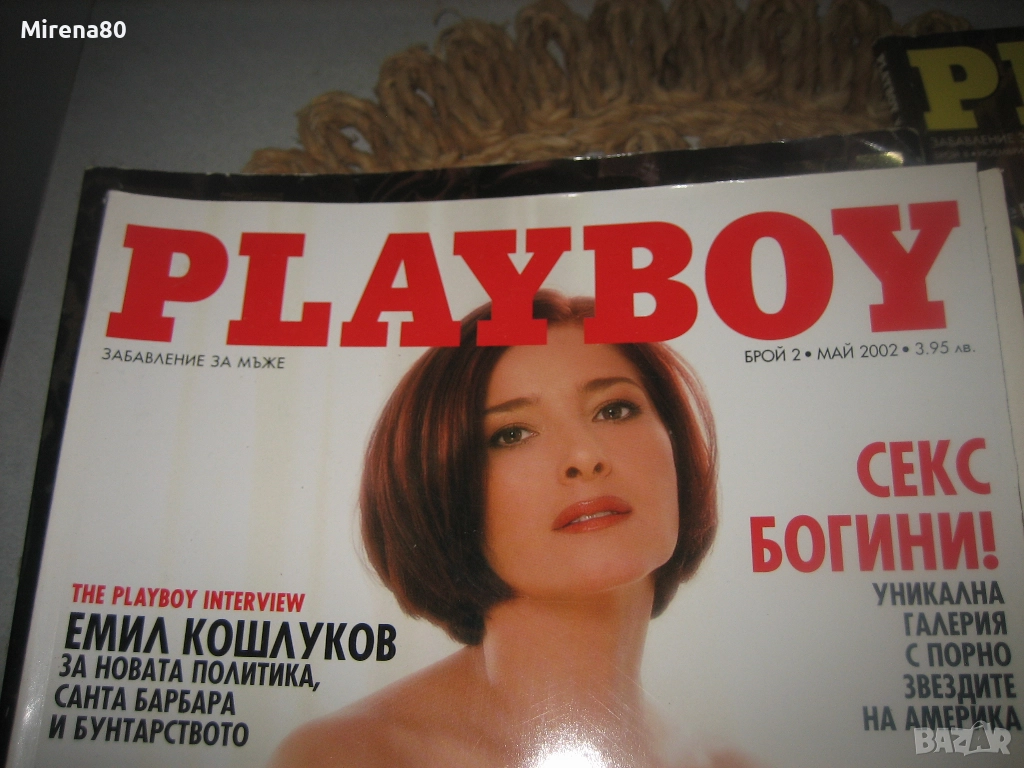 Mirena80
PLAYBOY
ЗАБАВЛЕНИЕ ЗА МЪЖЕ
БРОЙ 2 • МАЙ 2002 • 3.95 лв.
СЕКС
БОГИНИ!
УНИКАЛНА
ГАЛЕРИЯ
С ПОРНО
ЗВЕЗДИТЕ
НА АМЕРИКА
THE PLAYBOY INTERVIEW
ЕМИЛ КОШЛУКОВ
ЗА НОВАТА ПОЛИТИКА,
САНТА БАРБАРА
И БУНТАРСТВОТО
BAZAR